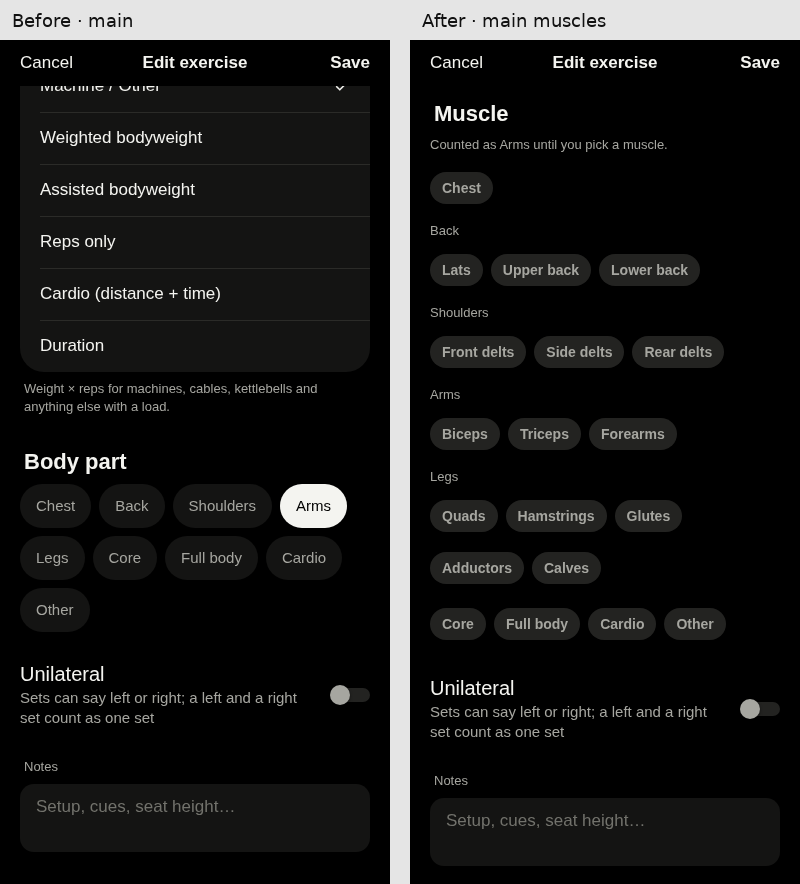 Before · main
Cancel
Edit exercise
Save
Machine / Other
Weighted bodyweight
Assisted bodyweight
Reps only
Cardio (distance + time)
Duration
Weight × reps for machines, cables, kettlebells and
anything else with a load.
Body part
Chest
Back
Shoulders
Arms
Legs
Core
Full body
Cardio
Other
Unilateral
Sets can say left or right; a left and a right
set count as one set
Notes
Setup, cues, seat height…
After · main muscles
Cancel
Edit exercise
Save
Muscle
Counted as Arms until you pick a muscle.
Chest
Back
Lats
Upper back
Lower back
Shoulders
Front delts
Side delts
Rear delts
Arms
Biceps
Triceps
Forearms
Legs
Quads
Hamstrings
Glutes
Adductors
Calves
Core
Full body
Cardio
Other
Unilateral
Sets can say left or right; a left and a right
set count as one set
Notes
Setup, cues, seat height…